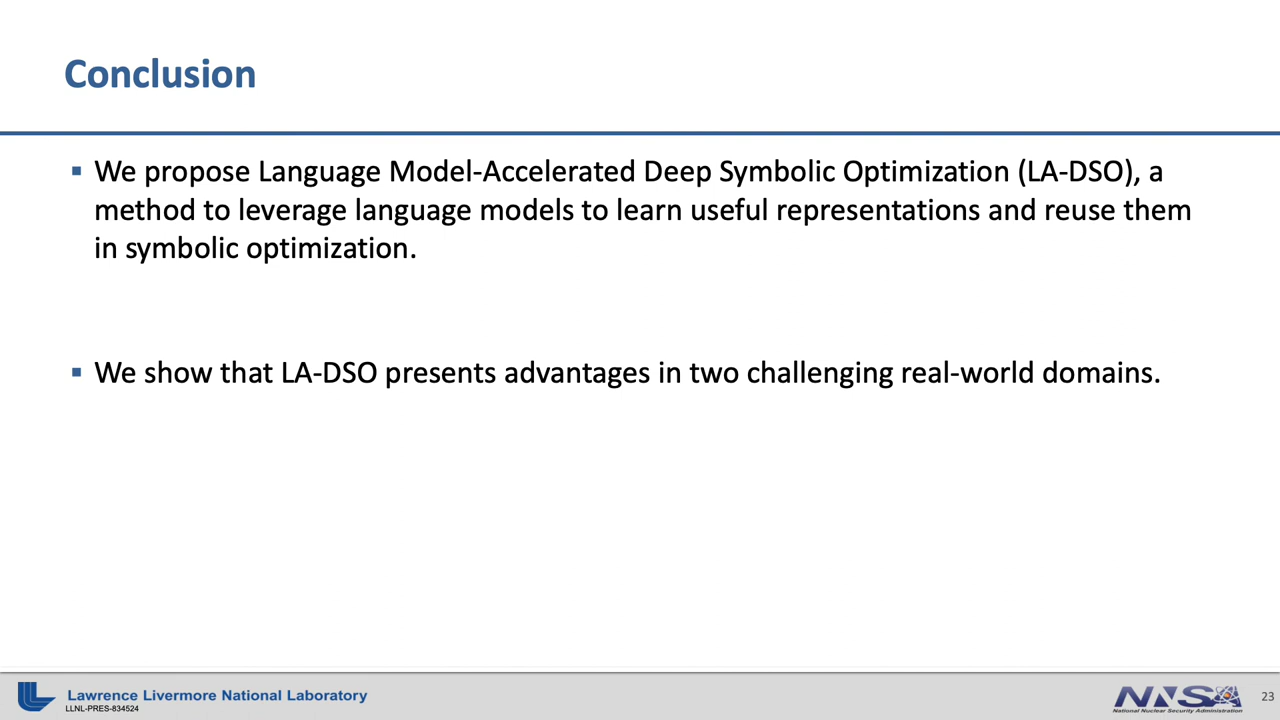 Conclusion
▪ We propose Language Model-Accelerated Deep Symbolic Optimization (LA-DSO), a
method to leverage language models to learn useful representations and reuse them
in symbolic optimization.
▪ We show that LA-DSO presents advantages in two challenging real-world domains.
Lawrence Livermore National Laboratory
LLNL-PRES-834524
NNSA
National Nuclear Security Administration
23